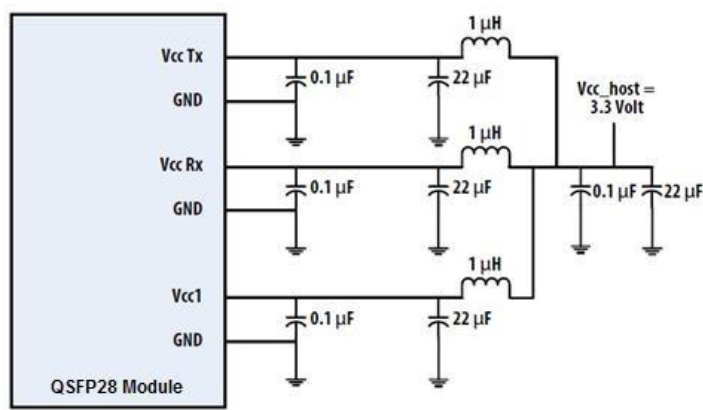 1 µH
Vcc Tx
0.1 µF
22 µF
GND
Vcc_host =
3.3 Volt
1 µH
Vcc Rx
0.1 µF
22 µF
0.1 µF
22 µF
GND
1 µH
Vcc1
0.1 µF
22 µF
GND
QSFP28 Module